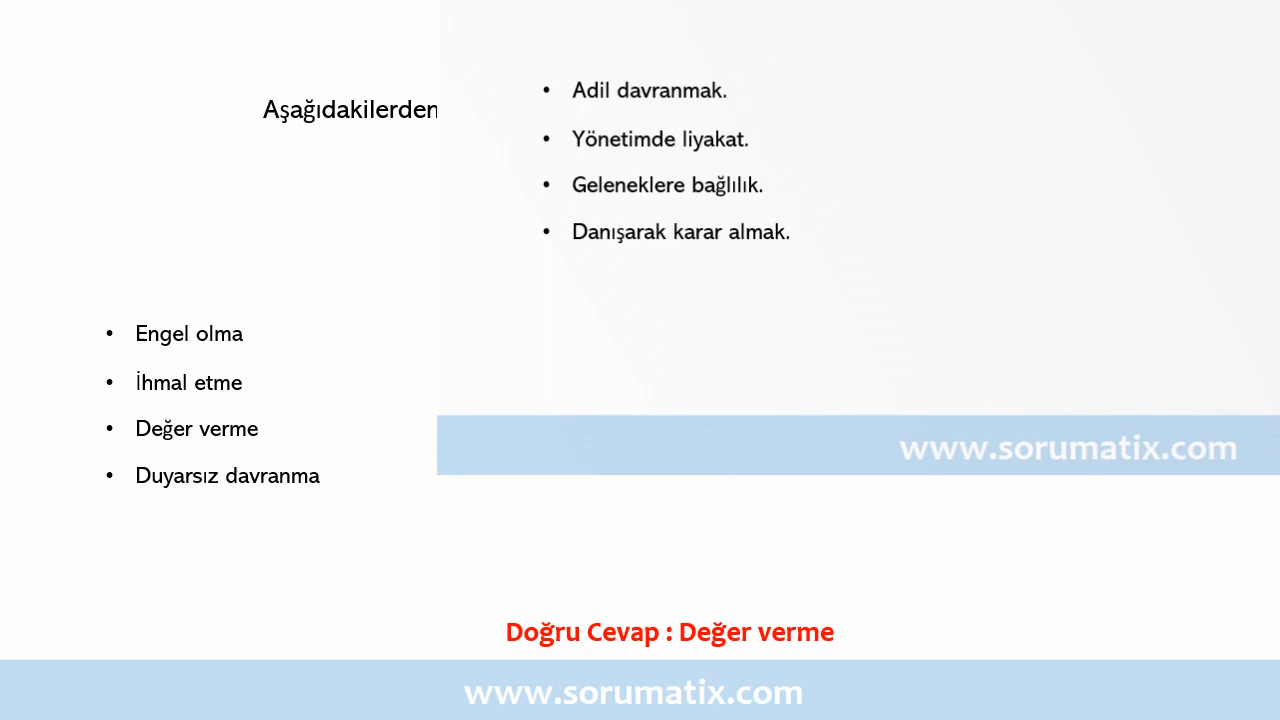 Aşağıdakilerden
• Engel olma
• İhmal etme
• Değer verme
• Duyarsız davranma
• Adil davranmak.
• Yönetimde liyakat.
• Geleneklere bağlılık.
• Danışarak karar almak.
www.sorumatix.com
Doğru Cevap : Değer verme
www.sorumatix.com